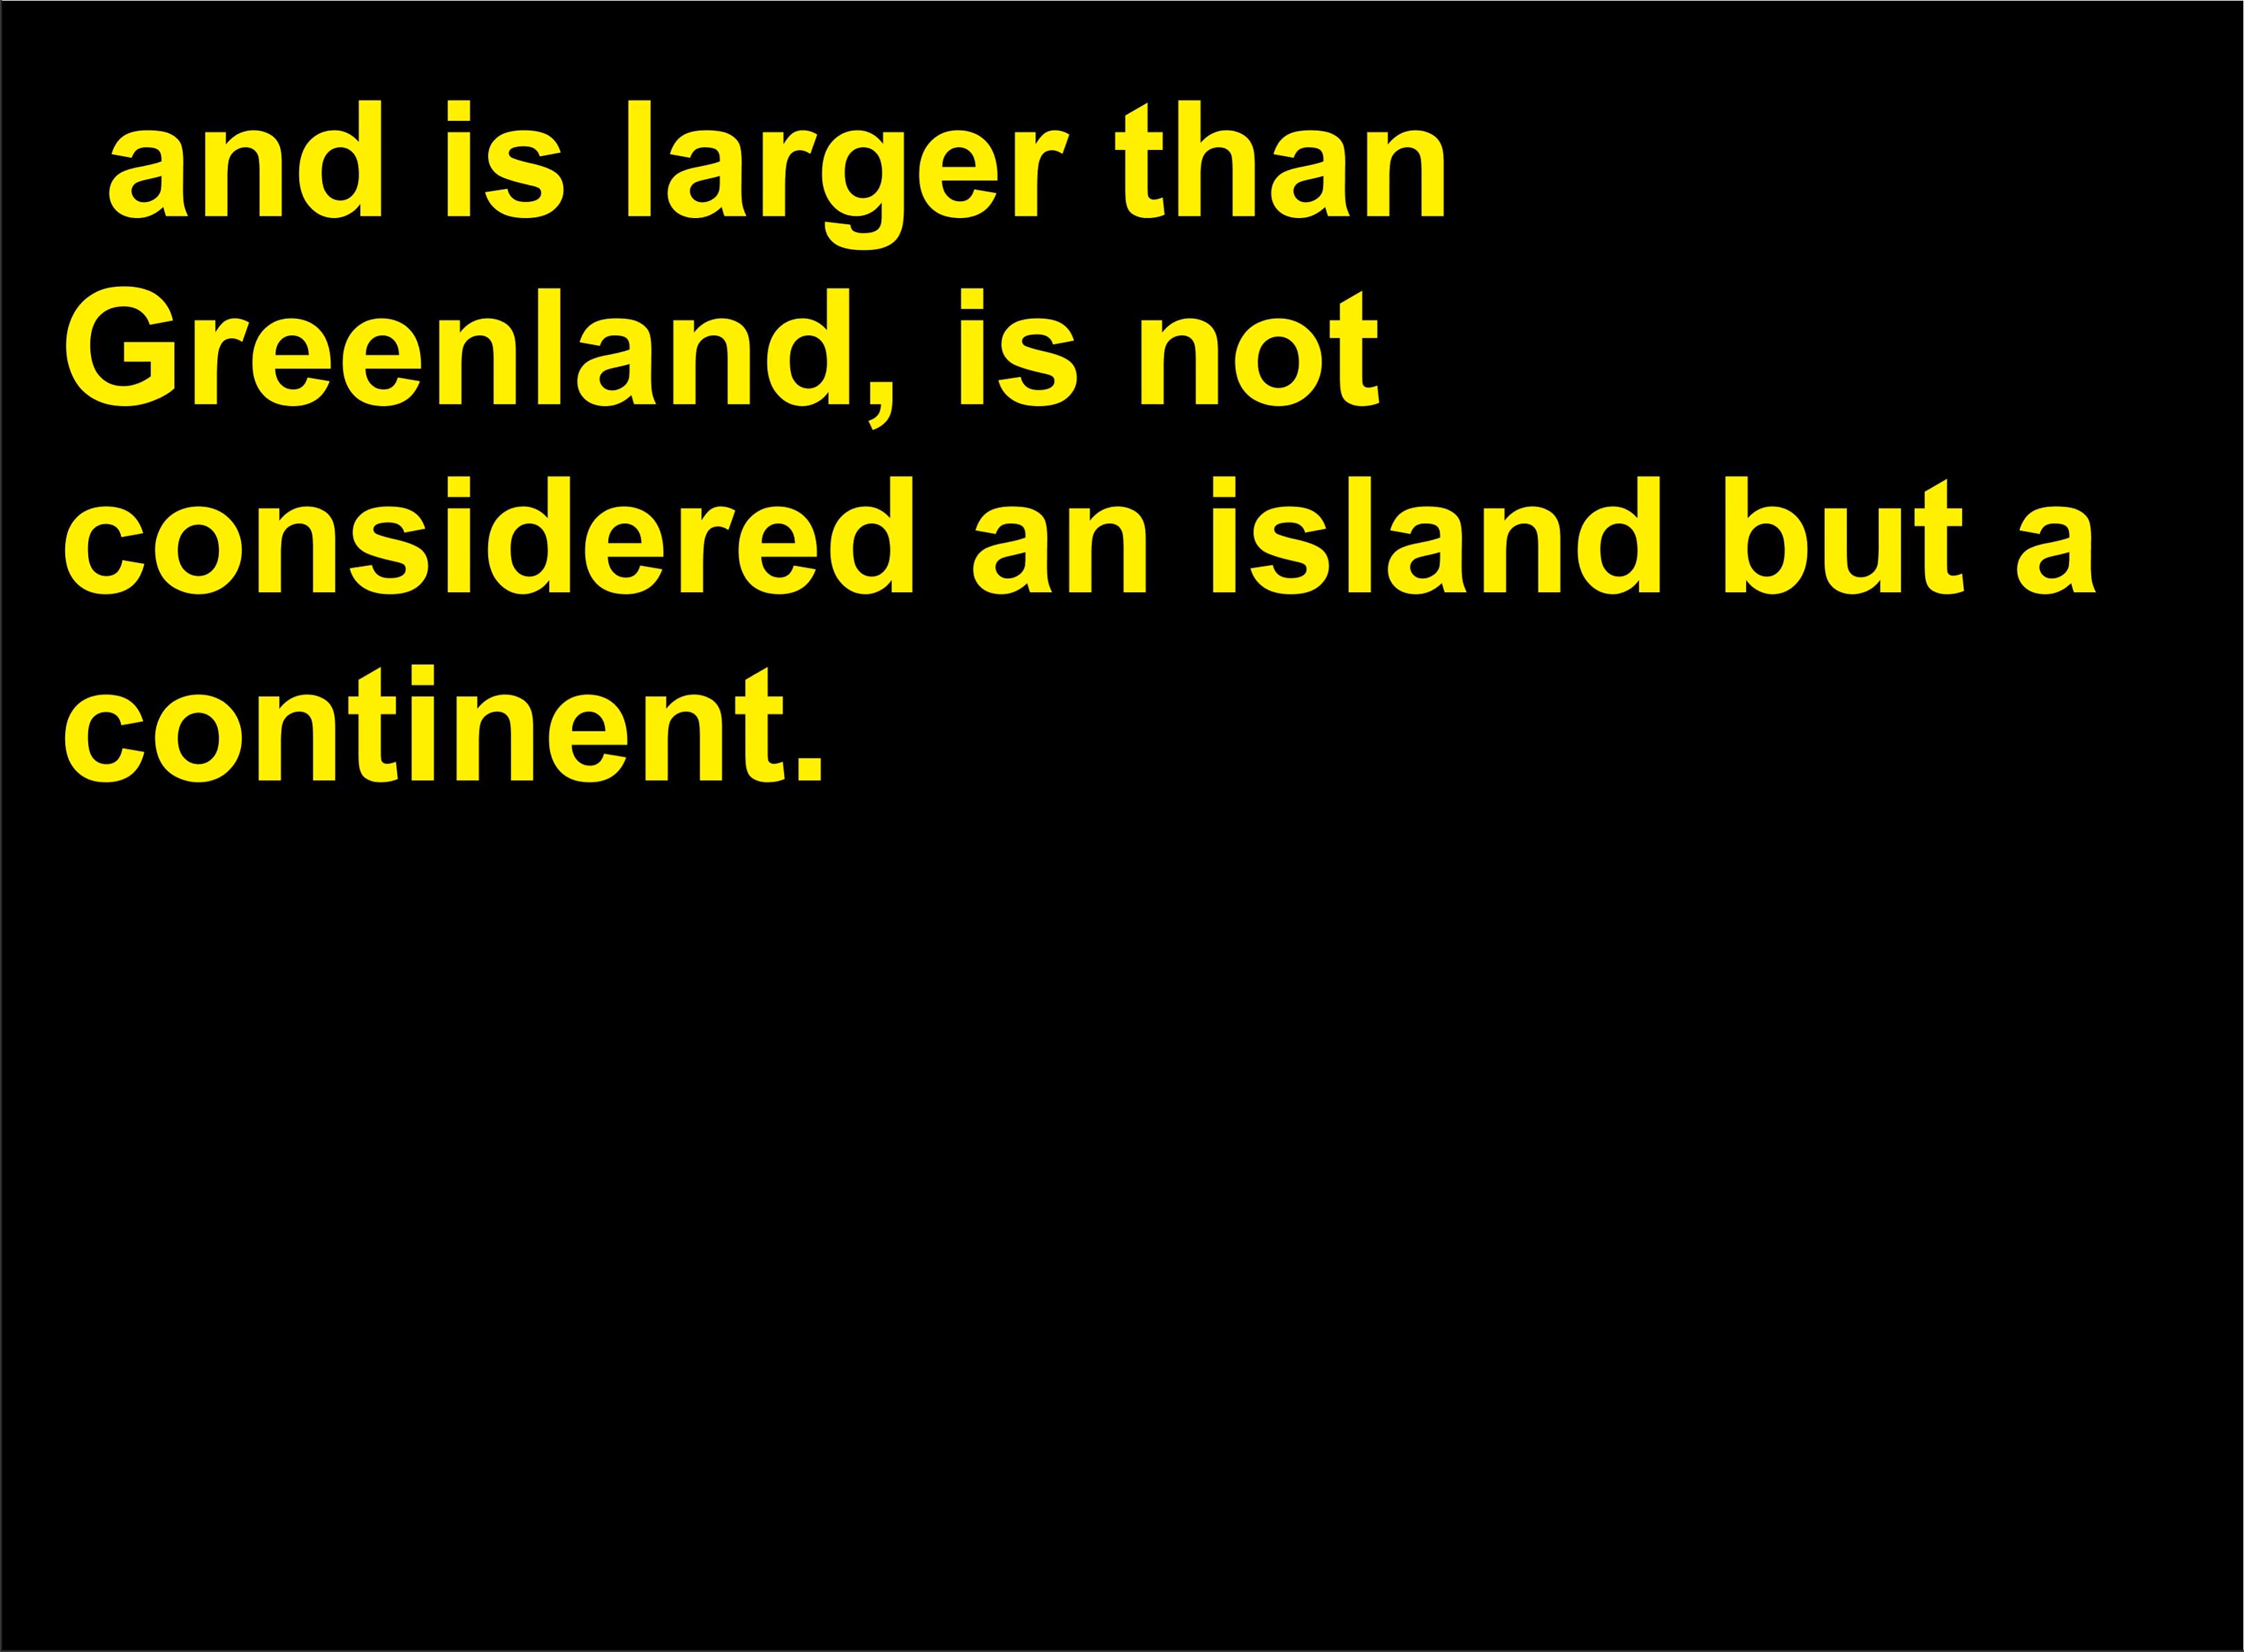 and is larger than
Greenland, is not
considered an island but a
continent.